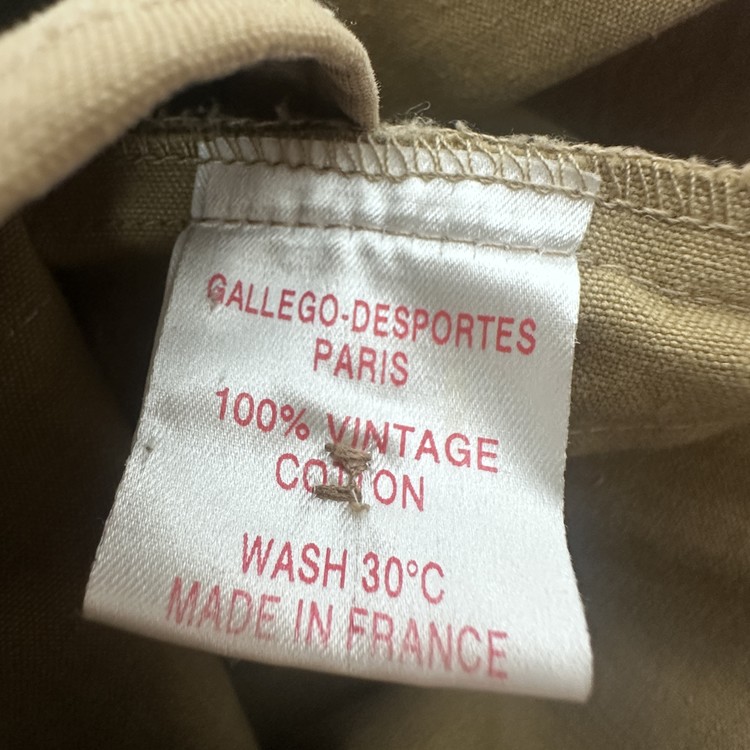 GALLEGO-DESPORTES
PARIS
100% VINTAGE
COTTON
WASH 30°C
MADE IN FRANCE